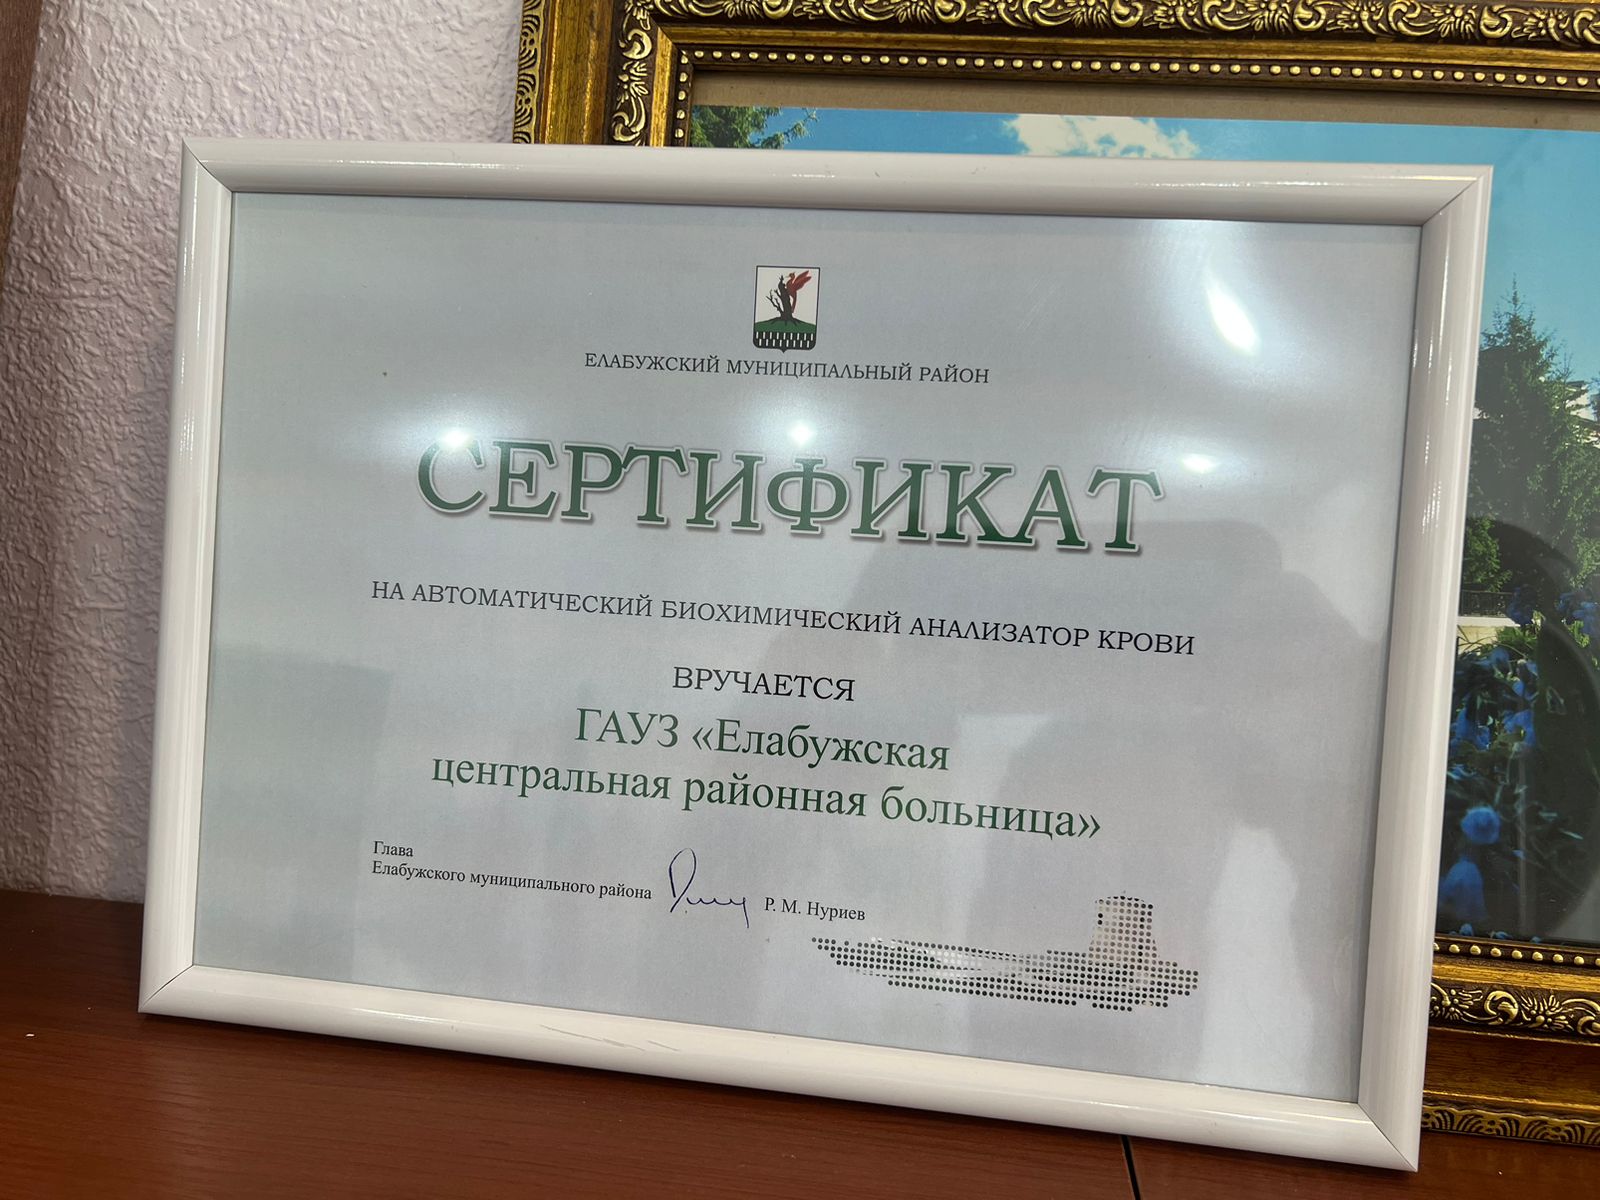 ЕЛАБУЖСКИЙ МУНИЦИПАЛЬНЫЙ РАЙОН
СЕРТИФИКАТ
НА АВТОМАТИЧЕСКИЙ БИОХИМИЧЕСКИЙ АНАЛИЗАТОР КРОВИ
ВРУЧАЕТСЯ
ГАУЗ «Елабужская
центральная районная больница»
Глава
Елабужского муниципального района Р. М. Нуриев